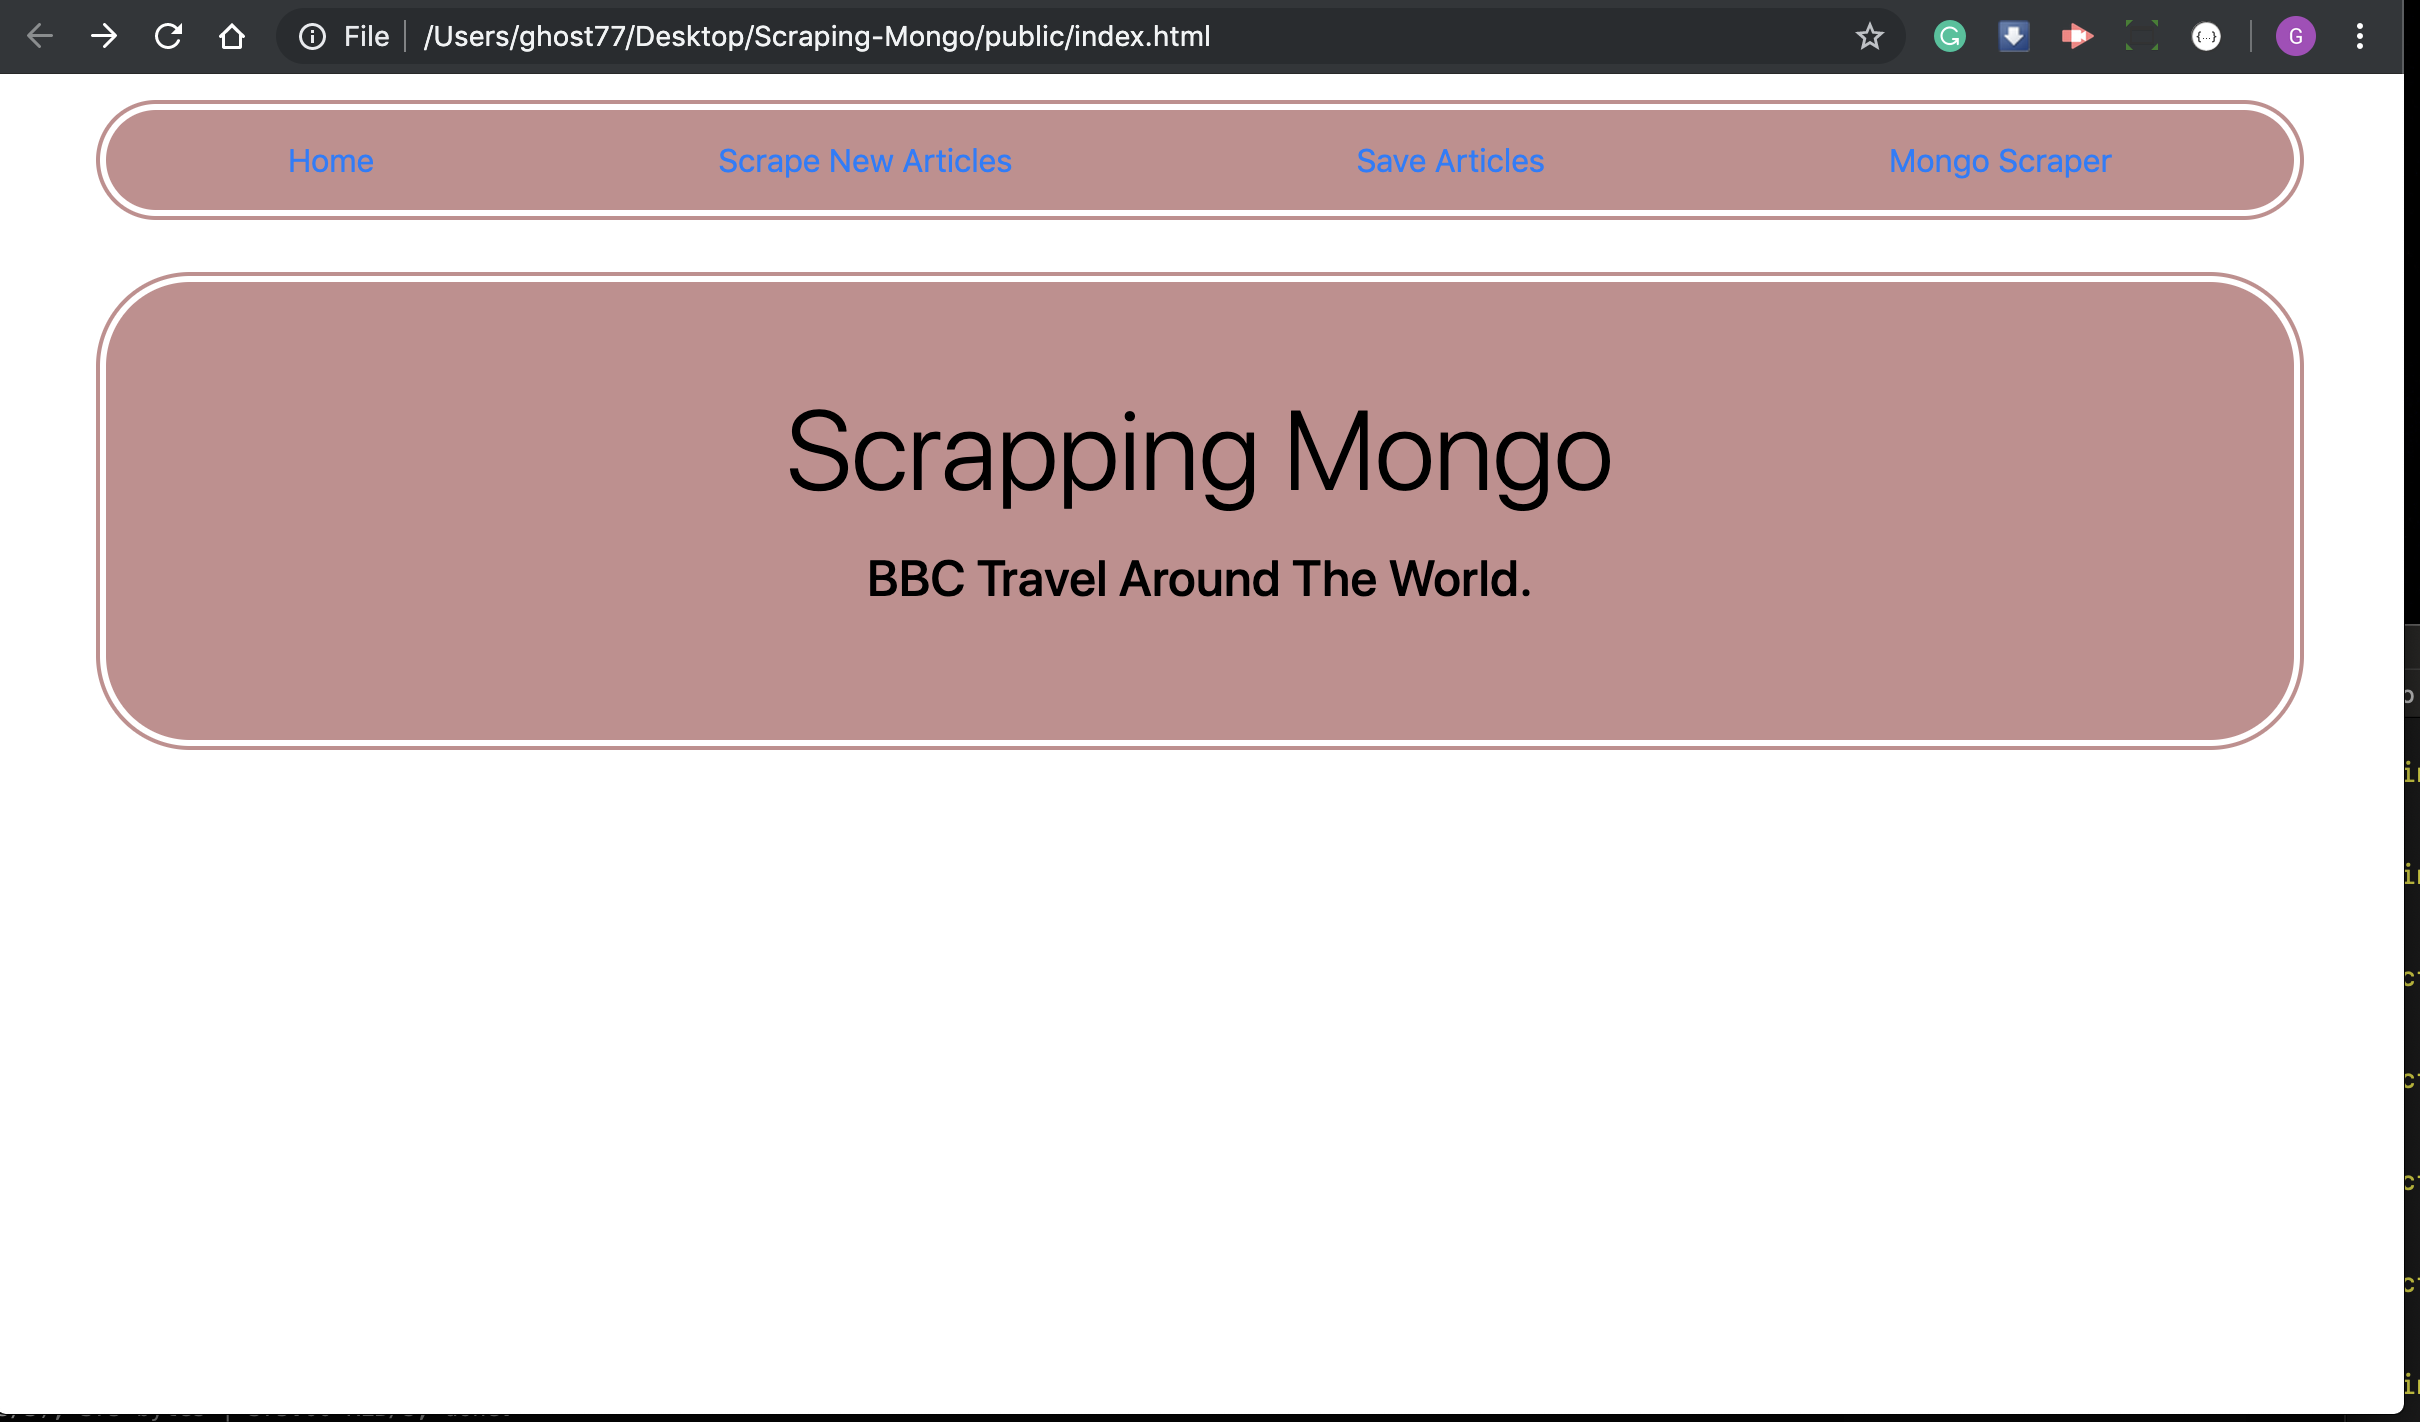 File /Users/ghost77/Desktop/Scraping-Mongo/public/index.html G
Home Scrape New Articles Save Articles Mongo Scraper
Scrapping Mongo
BBC Travel Around The World.